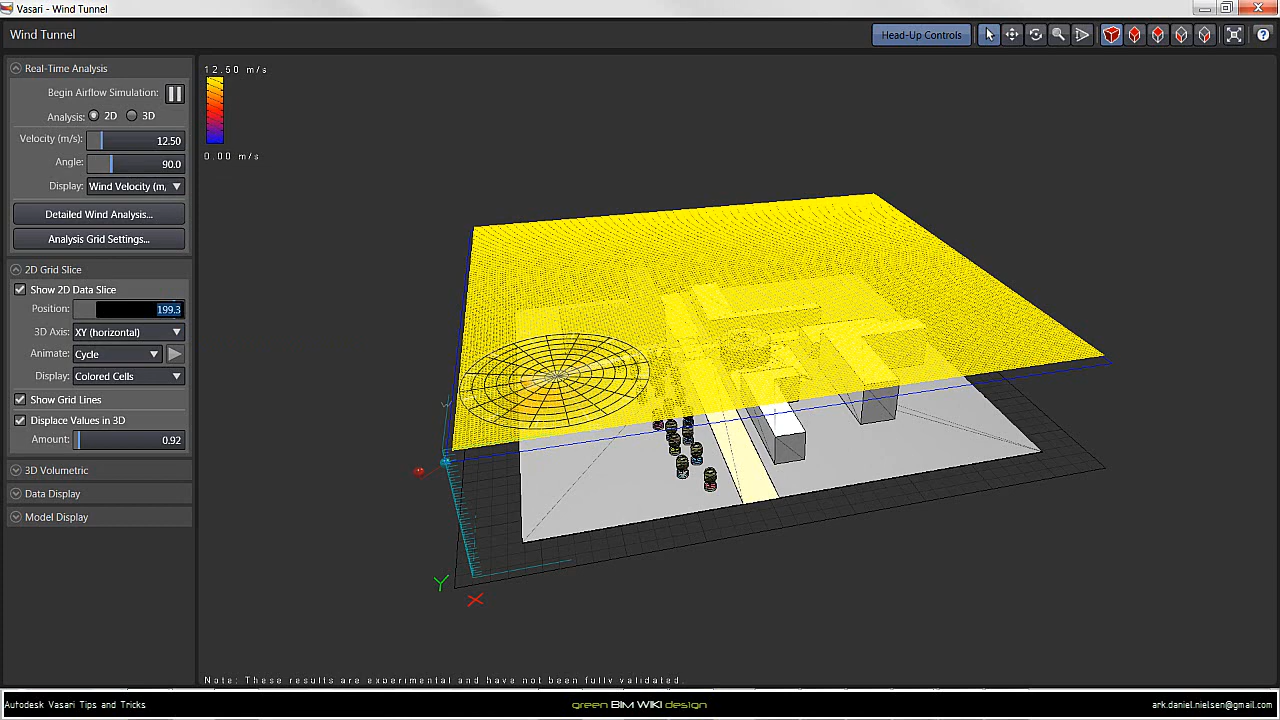 Vasari - Wind Tunnel
Wind Tunnel
Head-Up Controls
Real-Time Analysis
Begin Airflow Simulation:
Analysis: 2D 3D
Velocity (m/s): 12.50
Angle: 90.0
Display: Wind Velocity (m,
Detailed Wind Analysis...
Analysis Grid Settings...
2D Grid Slice
Show 2D Data Slice
Position: 199.3
3D Axis: XY (horizontal)
Animate: Cycle
Display: Colored Cells
Show Grid Lines
Displace Values in 3D
Amount: 0.92
3D Volumetric
Data Display
Model Display
12.50 m/s
0.00 m/s
Y
X
Note: These results are experimental and have not been fully validated.
Autodesk Vasari Tips and Tricks
green BIM WIKI design
ark.daniel.nielsen@gmail.com